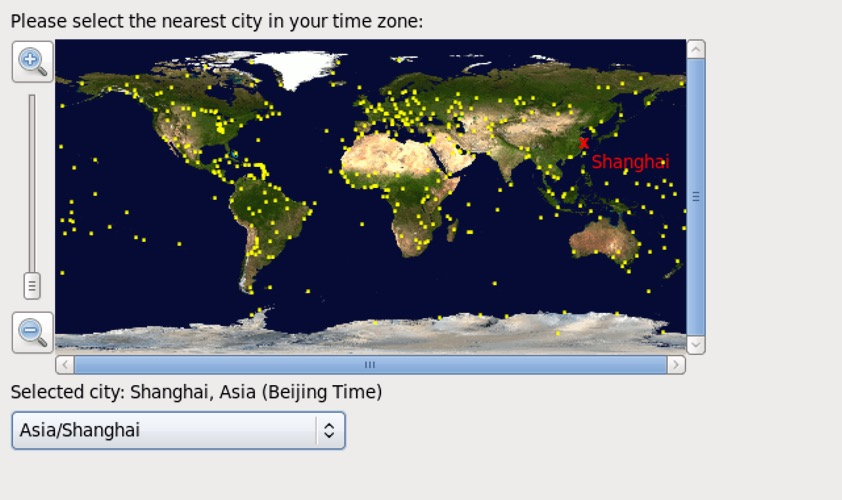 Please select the nearest city in your time zone:
Shanghai
Selected city: Shanghai, Asia (Beijing Time)
Asia/Shanghai